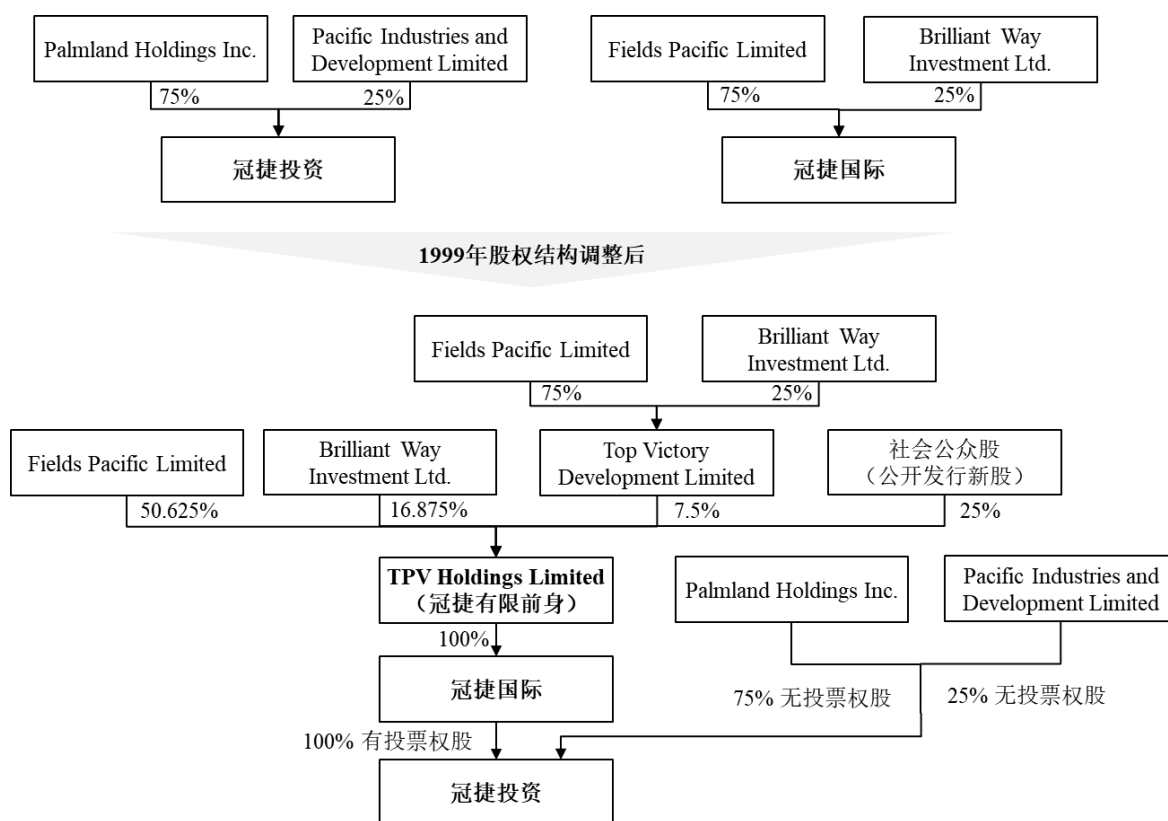 Palmland Holdings Inc.
Pacific Industries and
Development Limited
Fields Pacific Limited
Brilliant Way
Investment Ltd.
75%
25%
75%
25%
冠捷投资
冠捷国际
1999年股权结构调整后
Fields Pacific Limited
Brilliant Way
Investment Ltd.
75%
25%
Fields Pacific Limited
Brilliant Way
Investment Ltd.
Top Victory
Development Limited
社会公众股
（公开发行新股）
50.625%
16.875%
7.5%
25%
TPV Holdings Limited
（冠捷有限前身）
Palmland Holdings Inc.
Pacific Industries and
Development Limited
100%
冠捷国际
75% 无投票权股
25% 无投票权股
100% 有投票权股
冠捷投资